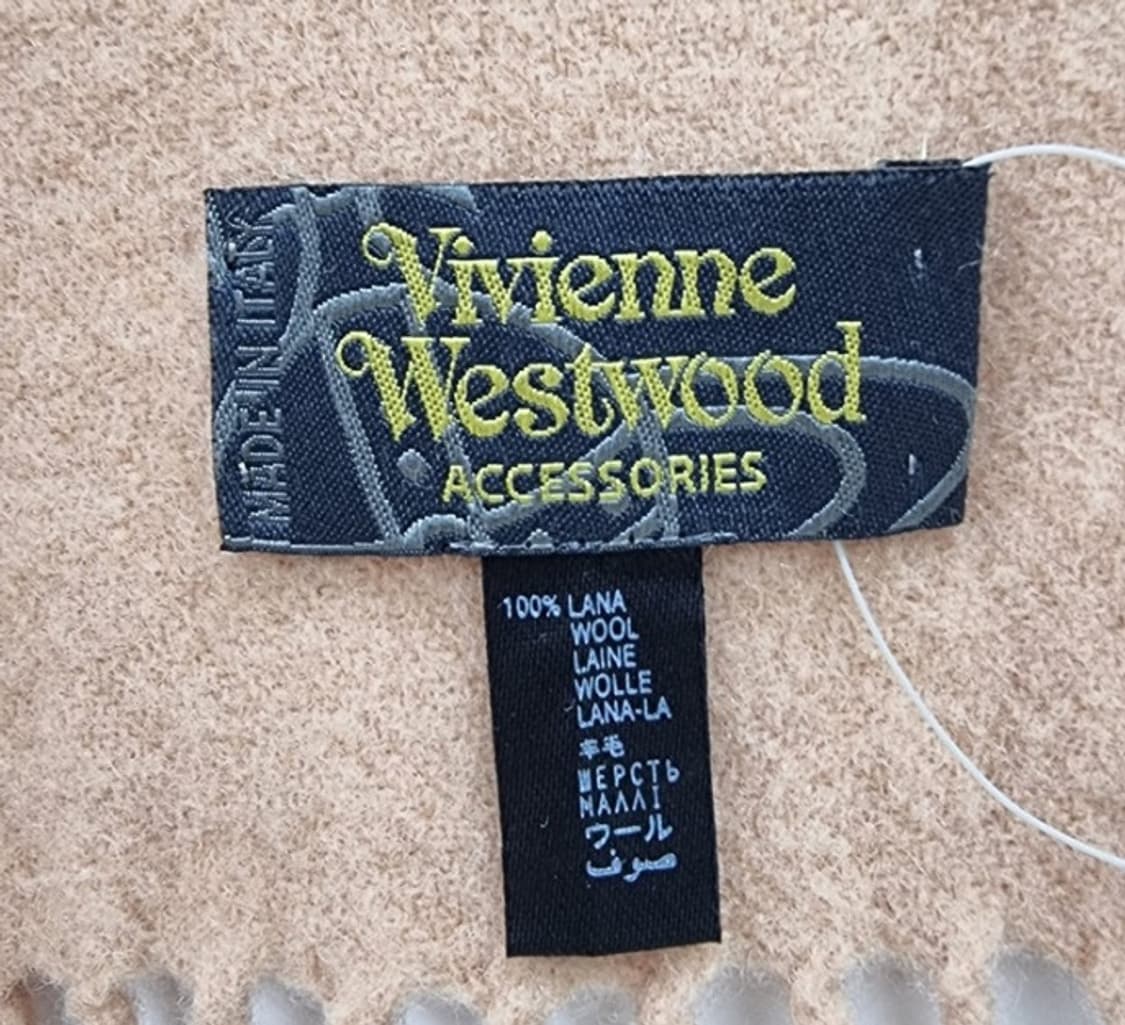 MADE IN ITALY
Vivienne
Westwood
ACCESSORIES
100% LANA
WOOL
LAINE
WOLLE
LANA-LA
羊毛
ШЕРСТЬ
ΜΑΛΛΙ
ウール
صوف